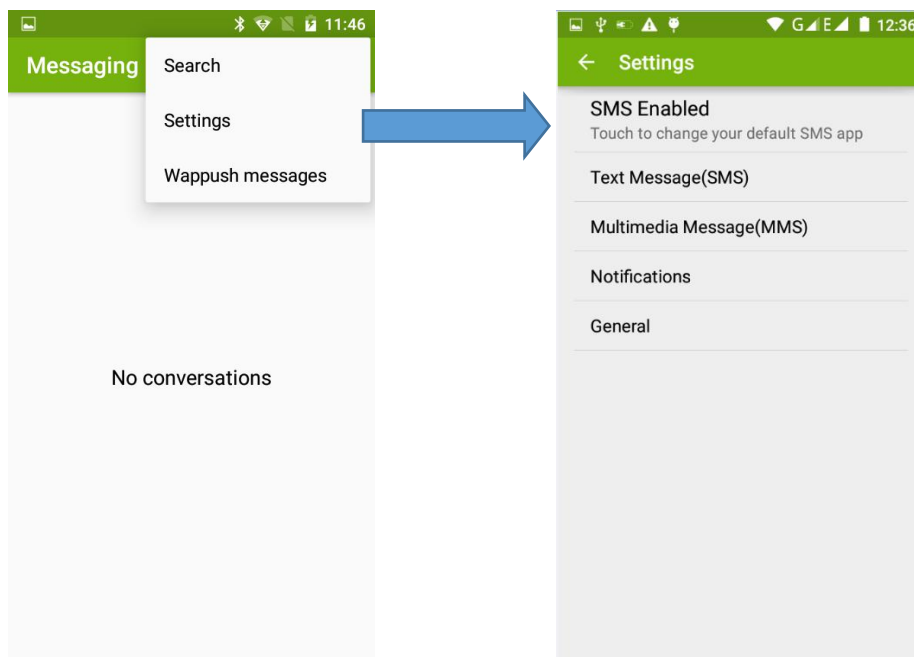 11:46
Messaging
Search
Settings
Wappush messages
No conversations
G E 12:36
Settings
SMS Enabled
Touch to change your default SMS app
Text Message(SMS)
Multimedia Message(MMS)
Notifications
General